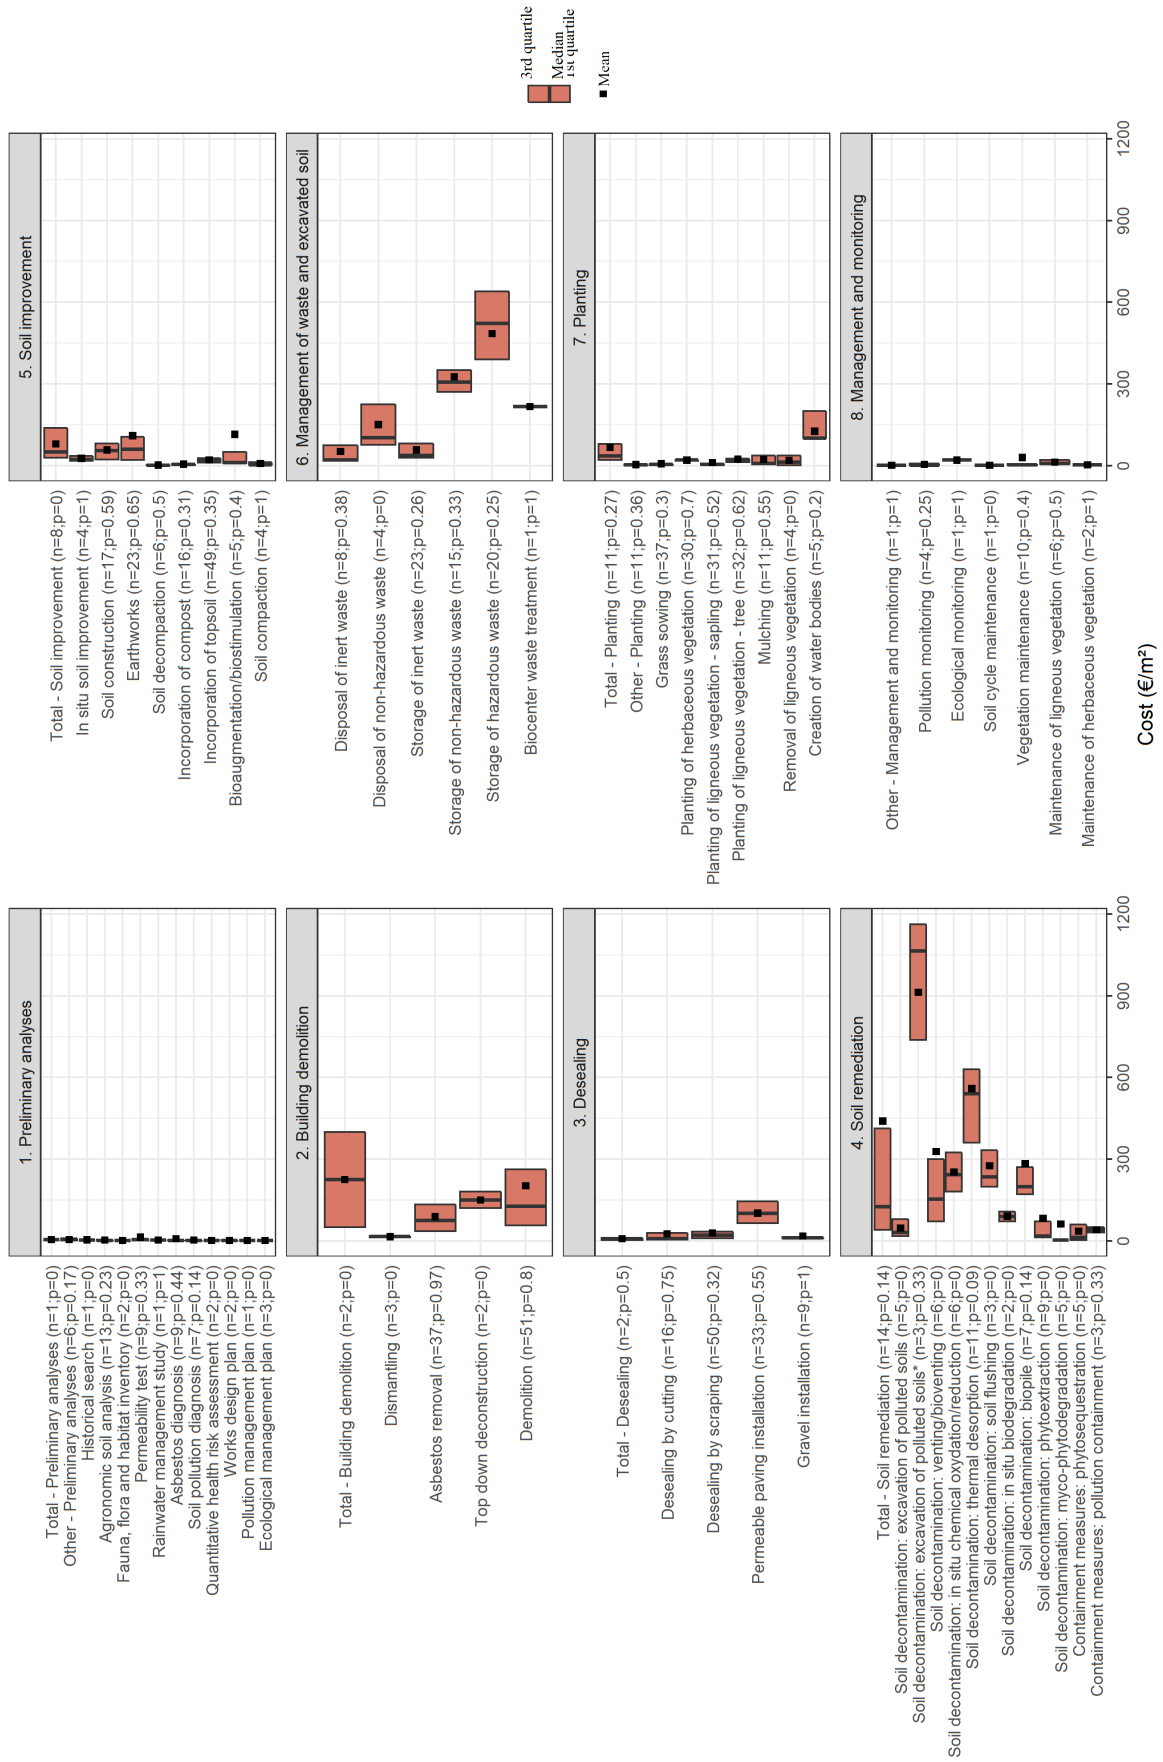 1. Preliminary analyses
Total - Preliminary analyses (n=1;p=0)
Other - Preliminary analyses (n=6;p=0.17)
Historical search (n=1;p=0)
Agronomic soil analysis (n=13;p=0.23)
Fauna, flora and habitat inventory (n=2;p=0)
Permeability test (n=9;p=0.33)
Rainwater management study (n=1;p=1)
Asbestos diagnosis (n=9;p=0.44)
Soil pollution diagnosis (n=7;p=0.14)
Quantitative health risk assessment (n=2;p=0)
Works design plan (n=2;p=0)
Pollution management plan (n=1;p=0)
Ecological management plan (n=3;p=0)
2. Building demolition
Total - Building demolition (n=2;p=0)
Dismantling (n=3;p=0)
Asbestos removal (n=37;p=0.97)
Top down deconstruction (n=2;p=0)
Demolition (n=51;p=0.8)
3. Desealing
Total - Desealing (n=2;p=0.5)
Desealing by cutting (n=16;p=0.75)
Desealing by scraping (n=50;p=0.32)
Permeable paving installation (n=33;p=0.55)
Gravel installation (n=9;p=1)
4. Soil remediation
Total - Soil remediation (n=14;p=0.14)
Soil decontamination: excavation of polluted soils (n=5;p=0)
Soil decontamination: excavation of polluted soils* (n=3;p=0.33)
Soil decontamination: venting/bioventing (n=6;p=0)
Soil decontamination: in situ chemical oxydation/reduction (n=6;p=0)
Soil decontamination: thermal desorption (n=11;p=0.09)
Soil decontamination: soil flushing (n=3;p=0)
Soil decontamination: in situ biodegradation (n=2;p=0)
Soil decontamination: biopile (n=7;p=0.14)
Soil decontamination: phytoextraction (n=9;p=0)
Soil decontamination: myco-phytodegradation (n=5;p=0)
Containment measures: phytosequestration (n=5;p=0)
Containment measures: pollution containment (n=3;p=0.33)
0 300 600 900 1200
5. Soil improvement
Total - Soil improvement (n=8;p=0)
In situ soil improvement (n=4;p=1)
Soil construction (n=17;p=0.59)
Earthworks (n=23;p=0.65)
Soil decompaction (n=6;p=0.5)
Incorporation of compost (n=16;p=0.31)
Incorporation of topsoil (n=49;p=0.35)
Bioaugmentation/biostimulation (n=5;p=0.4)
Soil compaction (n=4;p=1)
6. Management of waste and excavated soil
Disposal of inert waste (n=8;p=0.38)
Disposal of non-hazardous waste (n=4;p=0)
Storage of inert waste (n=23;p=0.26)
Storage of non-hazardous waste (n=15;p=0.33)
Storage of hazardous waste (n=20;p=0.25)
Biocenter waste treatment (n=1;p=1)
7. Planting
Total - Planting (n=11;p=0.27)
Other - Planting (n=11;p=0.36)
Grass sowing (n=37;p=0.3)
Planting of herbaceous vegetation (n=30;p=0.7)
Planting of ligneous vegetation - sapling (n=31;p=0.52)
Planting of ligneous vegetation - tree (n=32;p=0.62)
Mulching (n=11;p=0.55)
Removal of ligneous vegetation (n=4;p=0)
Creation of water bodies (n=5;p=0.2)
8. Management and monitoring
Other - Management and monitoring (n=1;p=1)
Pollution monitoring (n=4;p=0.25)
Ecological monitoring (n=1;p=1)
Soil cycle maintenance (n=1;p=0)
Vegetation maintenance (n=10;p=0.4)
Maintenance of ligneous vegetation (n=6;p=0.5)
Maintenance of herbaceous vegetation (n=2;p=1)
0 300 600 900 1200
Cost (€/m²)
3rd quartile
Median
1st quartile
Mean